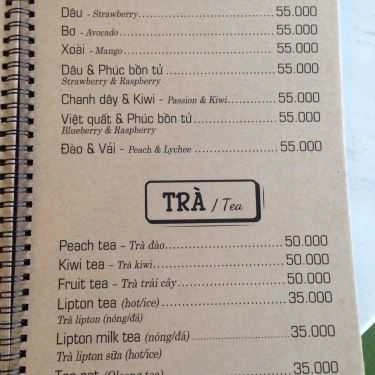 Dâu - Strawberry 55.000
Bơ - Avocado 55.000
Xoài - Mango 55.000
Dâu & Phúc bồn tử 55.000
Strawberry & Raspberry
Chanh dây & Kiwi - Passion & Kiwi 55.000
Việt quất & Phúc bồn tử 55.000
Blueberry & Raspberry
Đào & Vải - Peach & Lychee 55.000
TRÀ / Tea
Peach tea - Trà đào 50.000
Kiwi tea - Trà kiwi 50.000
Fruit tea - Trà trái cây 50.000
Lipton tea (hot/ice) 35.000
Trà lipton (nóng/đá)
Lipton milk tea (nóng/đá) 35.000
Trà lipton sữa (hot/ice)
35.000